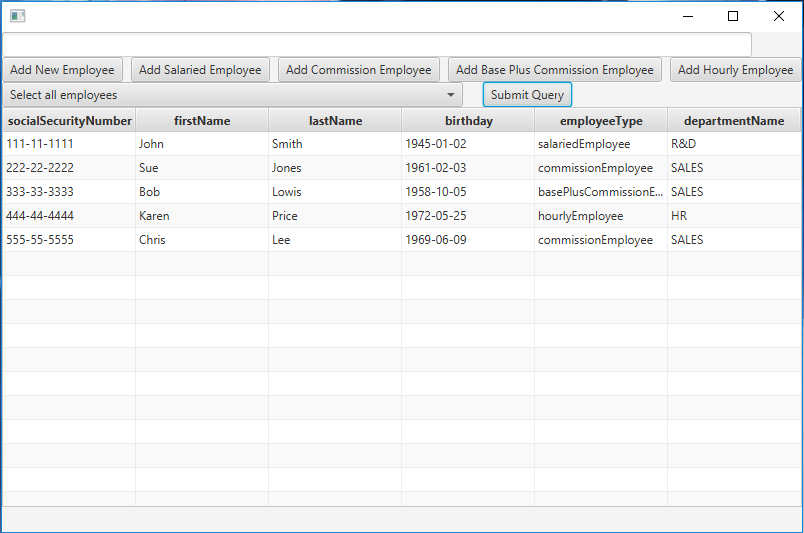 Add New Employee Add Salaried Employee Add Commission Employee Add Base Plus Commission Employee Add Hourly Employee
Select all employees Submit Query
socialSecurityNumber firstName lastName birthday employeeType departmentName
111-11-1111 John Smith 1945-01-02 salariedEmployee R&D
222-22-2222 Sue Jones 1961-02-03 commissionEmployee SALES
333-33-3333 Bob Lowis 1958-10-05 basePlusCommissionE... SALES
444-44-4444 Karen Price 1972-05-25 hourlyEmployee HR
555-55-5555 Chris Lee 1969-06-09 commissionEmployee SALES